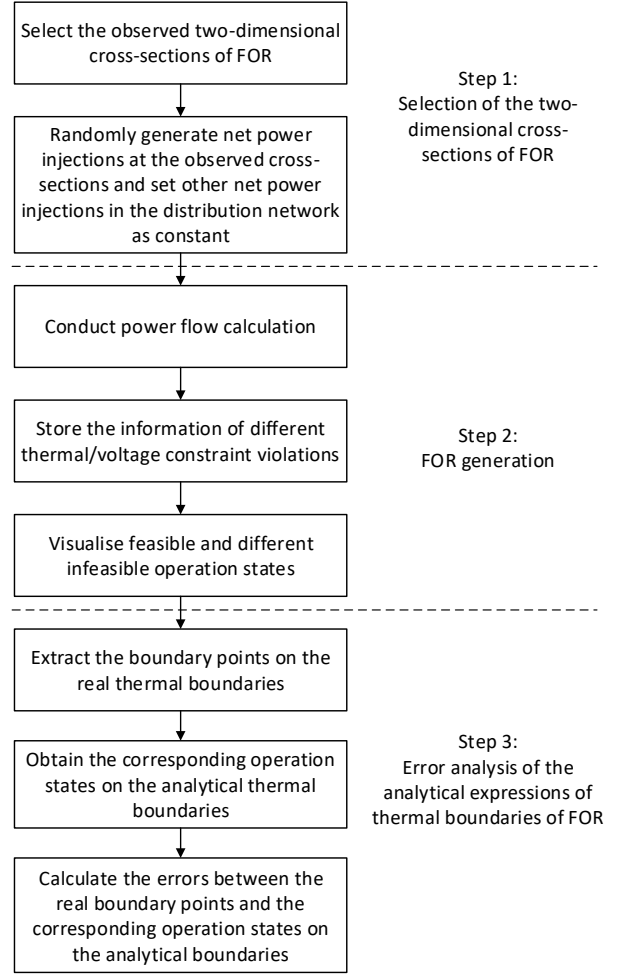 Select the observed two-dimensional
cross-sections of FOR
Randomly generate net power
injections at the observed cross-
sections and set other net power
injections in the distribution network
as constant
Step 1:
Selection of the two-
dimensional cross-
sections of FOR
Conduct power flow calculation
Store the information of different
thermal/voltage constraint violations
Visualise feasible and different
infeasible operation states
Step 2:
FOR generation
Extract the boundary points on the
real thermal boundaries
Obtain the corresponding operation
states on the analytical thermal
boundaries
Calculate the errors between the
real boundary points and the
corresponding operation states on
the analytical boundaries
Step 3:
Error analysis of the
analytical expressions of
thermal boundaries of FOR